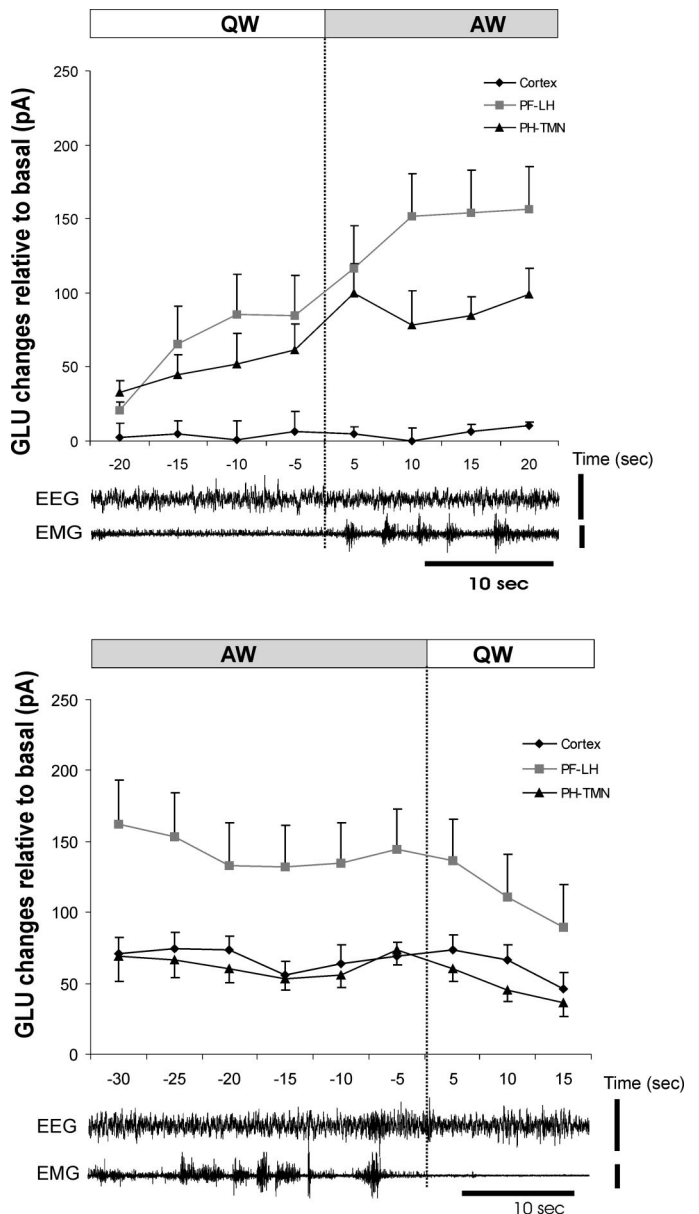 QW AW
GLU changes relative to basal (pA)
250
200
150
100
50
0
Cortex
PF-LH
PH-TMN
-20 -15 -10 -5 5 10 15 20
Time (sec)
EEG
EMG
10 sec
AW QW
GLU changes relative to basal (pA)
250
200
150
100
50
0
Cortex
PF-LH
PH-TMN
-30 -25 -20 -15 -10 -5 5 10 15
Time (sec)
EEG
EMG
10 sec